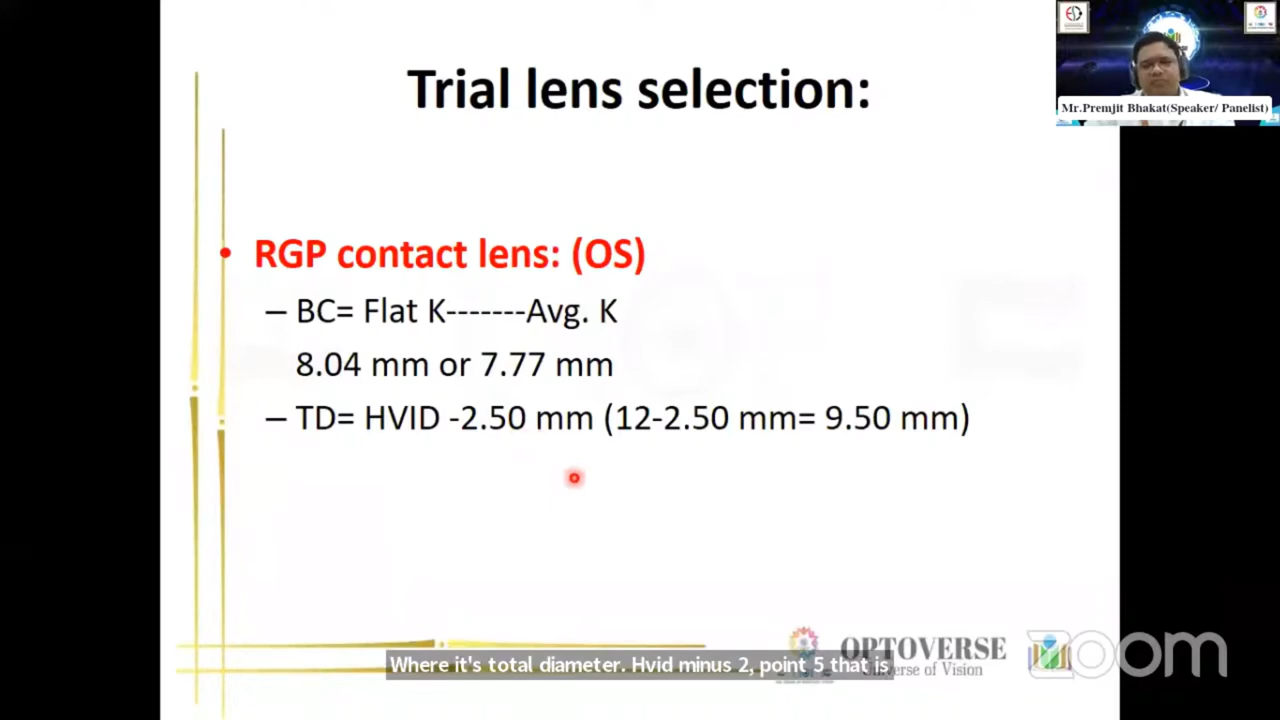 Trial lens selection:
Mr.Premjit Bhakat(Speaker/ Panelist)
• RGP contact lens: (OS)
– BC= Flat K-------Avg. K
8.04 mm or 7.77 mm
– TD= HVID -2.50 mm (12-2.50 mm= 9.50 mm)
OPTOVERSE
Universe of Vision
zoom
Where it's total diameter. Hvid minus 2, point 5 that is